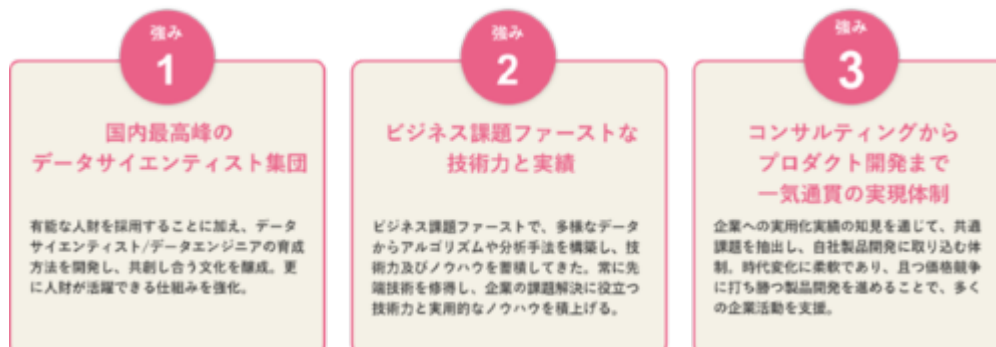 強み
1
国内最高峰の
データサイエンティスト集団
有能な人財を採用することに加え、データ
サイエンティスト/データエンジニアの育成
方法を開発し、共創し合う文化を醸成。更
に人財が活躍できる仕組みを強化。
強み
2
ビジネス課題ファーストな
技術力と実績
ビジネス課題ファーストで、多様なデータ
からアルゴリズムや分析手法を構築し、技
術力及びノウハウを蓄積してきた。常に先
端技術を修得し、企業の課題解決に役立つ
技術力と実用的なノウハウを積上げる。
強み
3
コンサルティングから
プロダクト開発まで
一気通貫の実現体制
企業への実用化実績の知見を通じて、共通
課題を抽出し、自社製品開発に取り込む体
制。時代変化に柔軟であり、且つ価格競争
に打ち勝つ製品開発を進めることで、多く
の企業活動を支援。